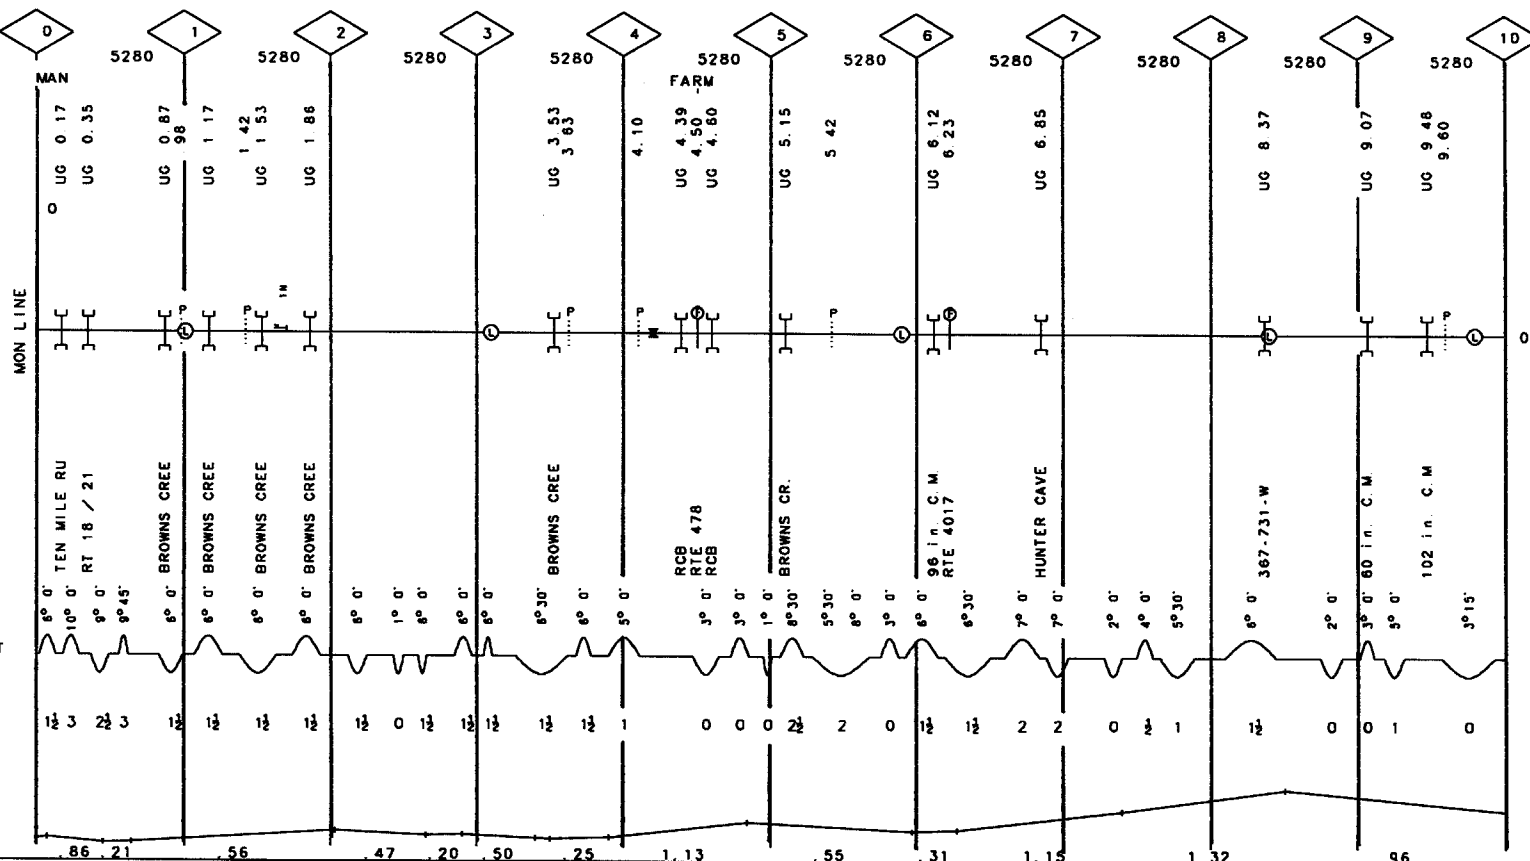 0 1 2 3 4 5 6 7 8 9 10
5280 5280 5280 5280 5280 5280 5280 5280 5280 5280
MAN
FARM
UG 0.17
UG 0.35
UG 0.87
98
UG 1.17
1.42
UG 1.53
UG 1.86
UG 3.53
3.63
4.10
UG 4.39
4.50
UG 4.60
UG 5.15
5.42
UG 6.12
6.23
UG 6.85
UG 8.37
UG 9.07
UG 9.48
9.60
0
MON LINE
P P P P P P P P
L L L L L
1N
0
TEN MILE RU
RT 18 / 21
BROWNS CREE
BROWNS CREE
BROWNS CREE
BROWNS CREE
BROWNS CREE
RCB
RTE 478
RCB
BROWNS CR.
96 in. C.M
RTE 4017
HUNTER CAVE
367-731-W
60 in. C.M.
102 in. C.M
6° 0' 10° 0' 9° 0' 9° 45' 6° 0' 6° 0' 6° 0' 6° 0' 6° 0' 1° 0' 6° 0' 6° 0' 6° 0' 6° 30' 6° 0' 5° 0' 3° 0' 3° 0' 1° 0' 8° 30' 5° 30' 8° 0' 3° 0' 6° 0' 6° 30' 7° 0' 7° 0' 2° 0' 4° 0' 5° 30' 6° 0' 2° 0' 3° 0' 5° 0' 3° 15'
T
1½ 3 2½ 3 1½ 1½ 1½ 1½ 1½ 0 1½ 1½ 1½ 1½ 1½ 1 0 0 0 2½ 2 0 1½ 1½ 2 2 0 ½ 1 1½ 0 0 1 0
.86 .21 .56 .47 .20 .50 .25 1.13 .55 .31 1.15 1.32 .96